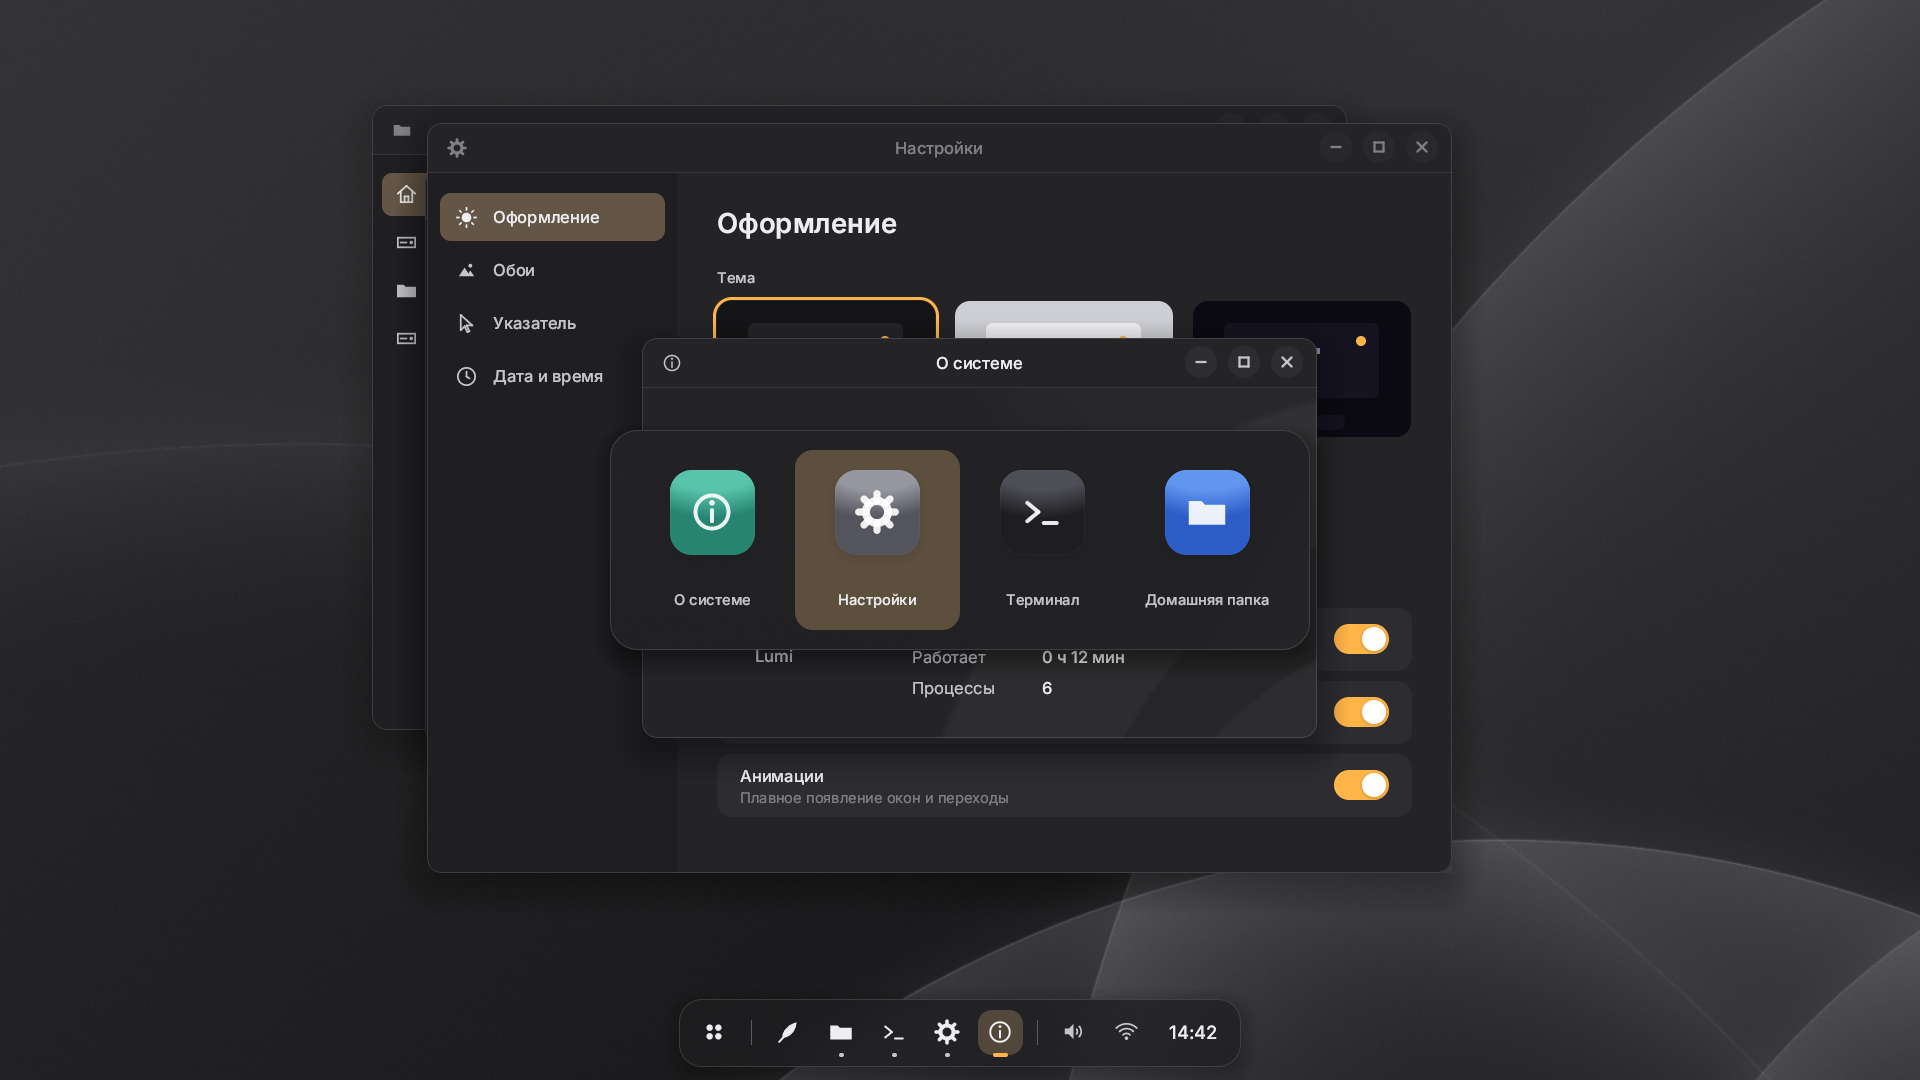 Настройки
Оформление
Обои
Указатель
Дата и время
Оформление
Тема
О системе
О системе
Настройки
Терминал
Домашняя папка
Lumi
Работает 0 ч 12 мин
Процессы 6
Анимации
Плавное появление окон и переходы
14:42